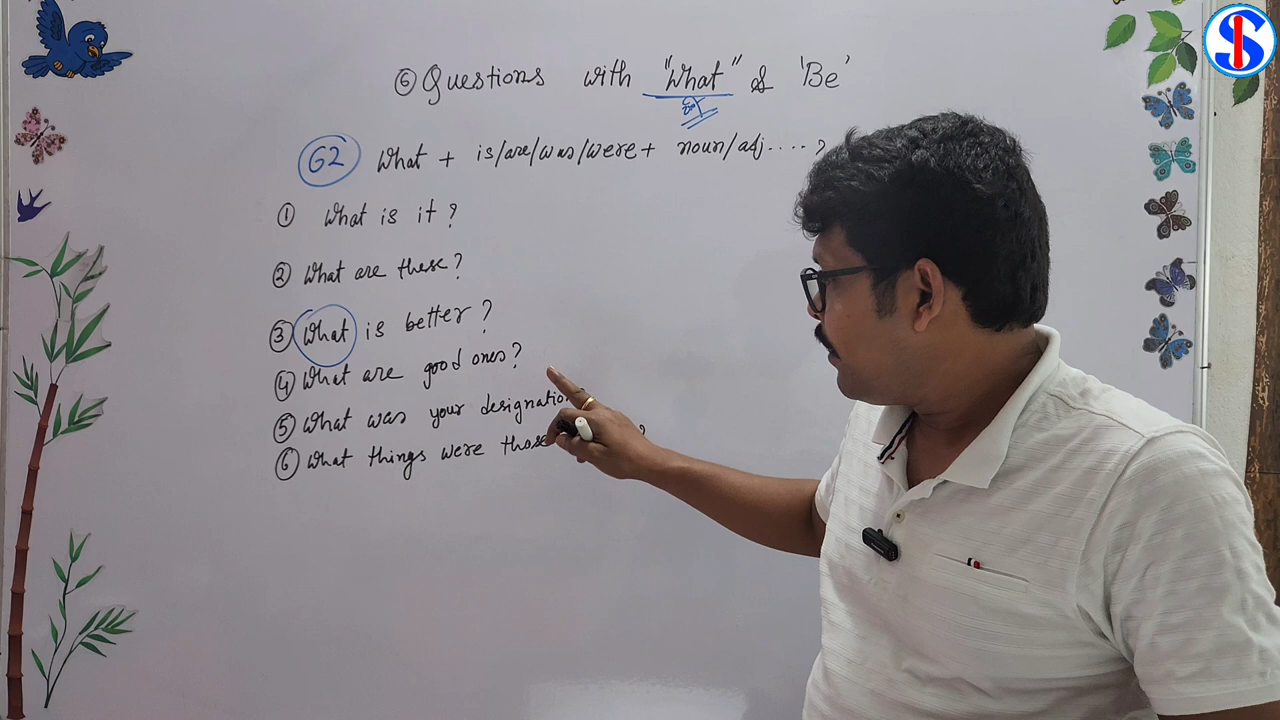 ⑥ Questions with "What" & 'Be'
G2 What + is/are/was/were + noun/adj....?
① What is it?
② What are these?
③ What is better?
④ What are good ones?
⑤ What was your designation
⑥ What things were those ?